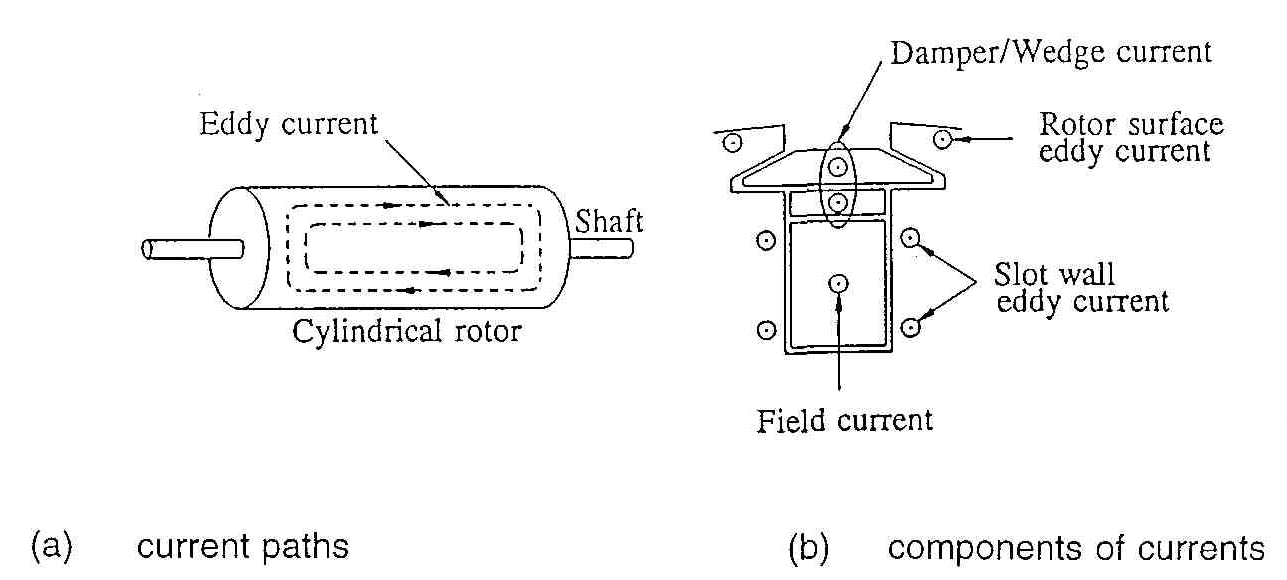 Damper/Wedge current
Eddy current
Rotor surface
eddy current
Shaft
Slot wall
eddy current
Cylindrical rotor
Field current
(a) current paths
(b) components of currents